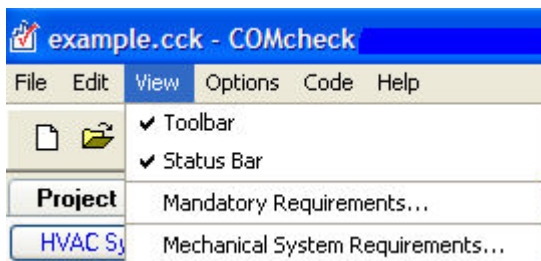 example.cck - COMcheck
File Edit View Options Code Help
✔ Toolbar
✔ Status Bar
Project
Mandatory Requirements...
HVAC Sy
Mechanical System Requirements...